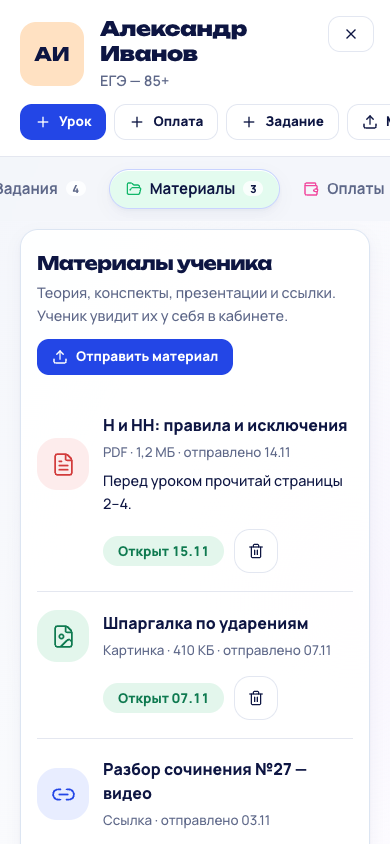 АИ
Александр
Иванов
ЕГЭ — 85+
Урок
Оплата
Задание
Задания 4
Материалы 3
Оплаты
Материалы ученика
Теория, конспекты, презентации и ссылки.
Ученик увидит их у себя в кабинете.
Отправить материал
Н и НН: правила и исключения
PDF · 1,2 МБ · отправлено 14.11
Перед уроком прочитай страницы
2–4.
Открыт 15.11
Шпаргалка по ударениям
Картинка · 410 КБ · отправлено 07.11
Открыт 07.11
Разбор сочинения №27 —
видео
Ссылка · отправлено 03.11